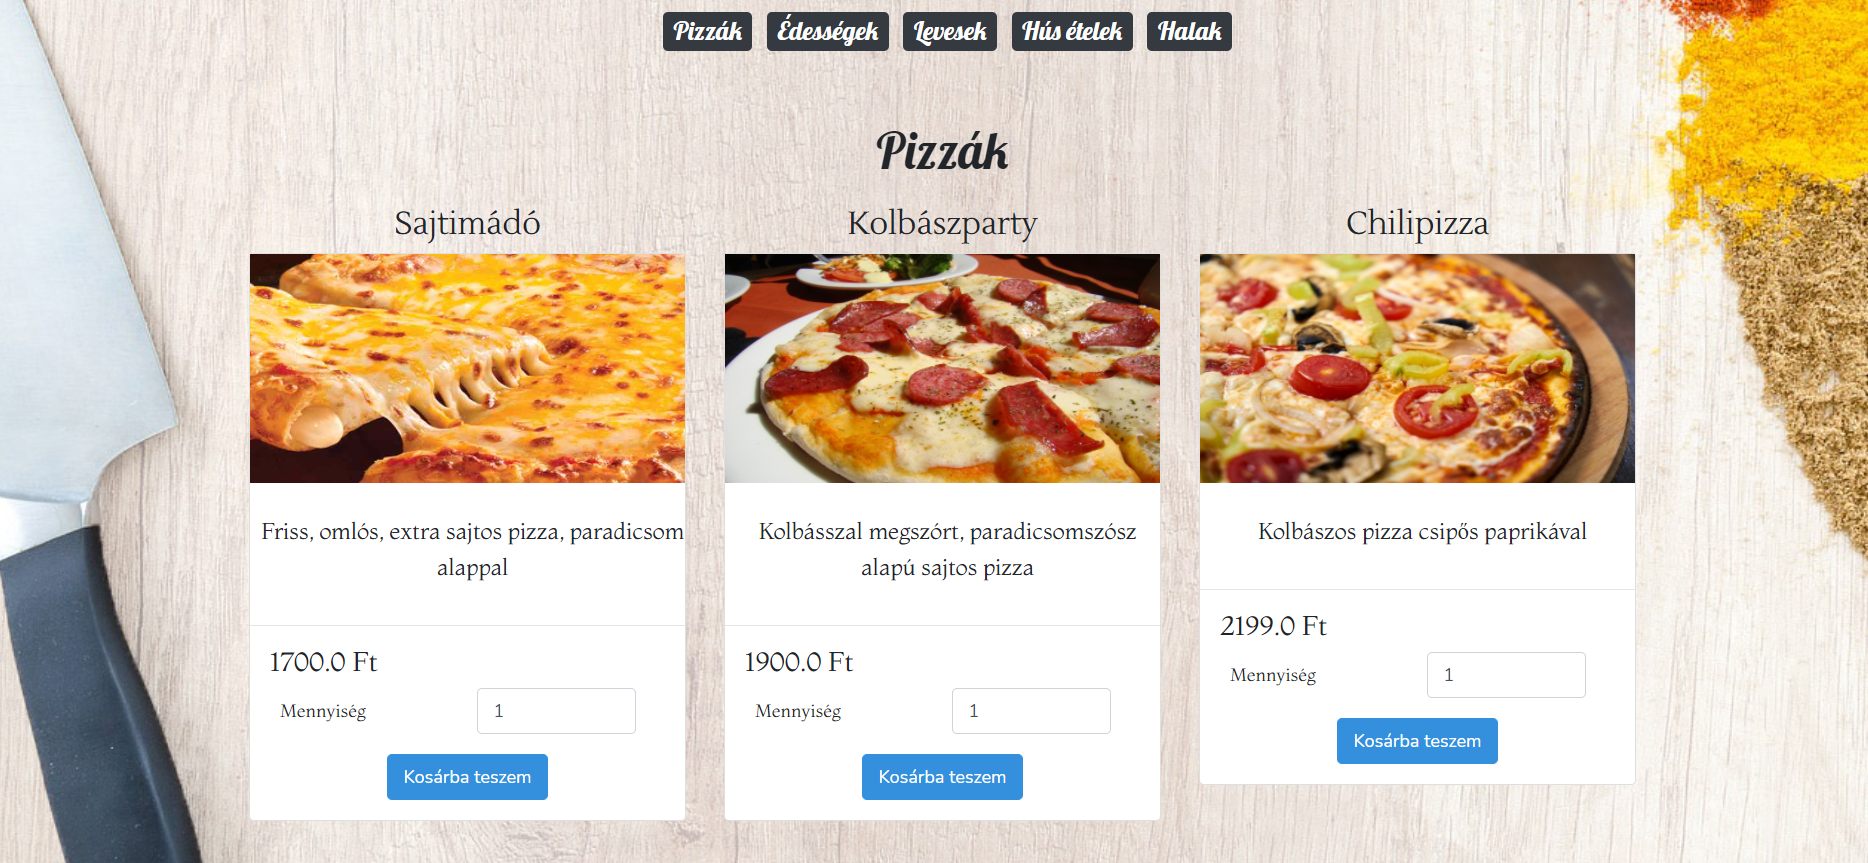 Pizzák Édességek Levesek Hús ételek Halak
Pizzák
Sajtimádó
Friss, omlós, extra sajtos pizza, paradicsom
alappal
1700.0 Ft
Mennyiség 1
Kosárba teszem
Kolbászparty
Kolbásszal megszórt, paradicsomszósz
alapú sajtos pizza
1900.0 Ft
Mennyiség 1
Kosárba teszem
Chilipizza
Kolbászos pizza csipős paprikával
2199.0 Ft
Mennyiség 1
Kosárba teszem